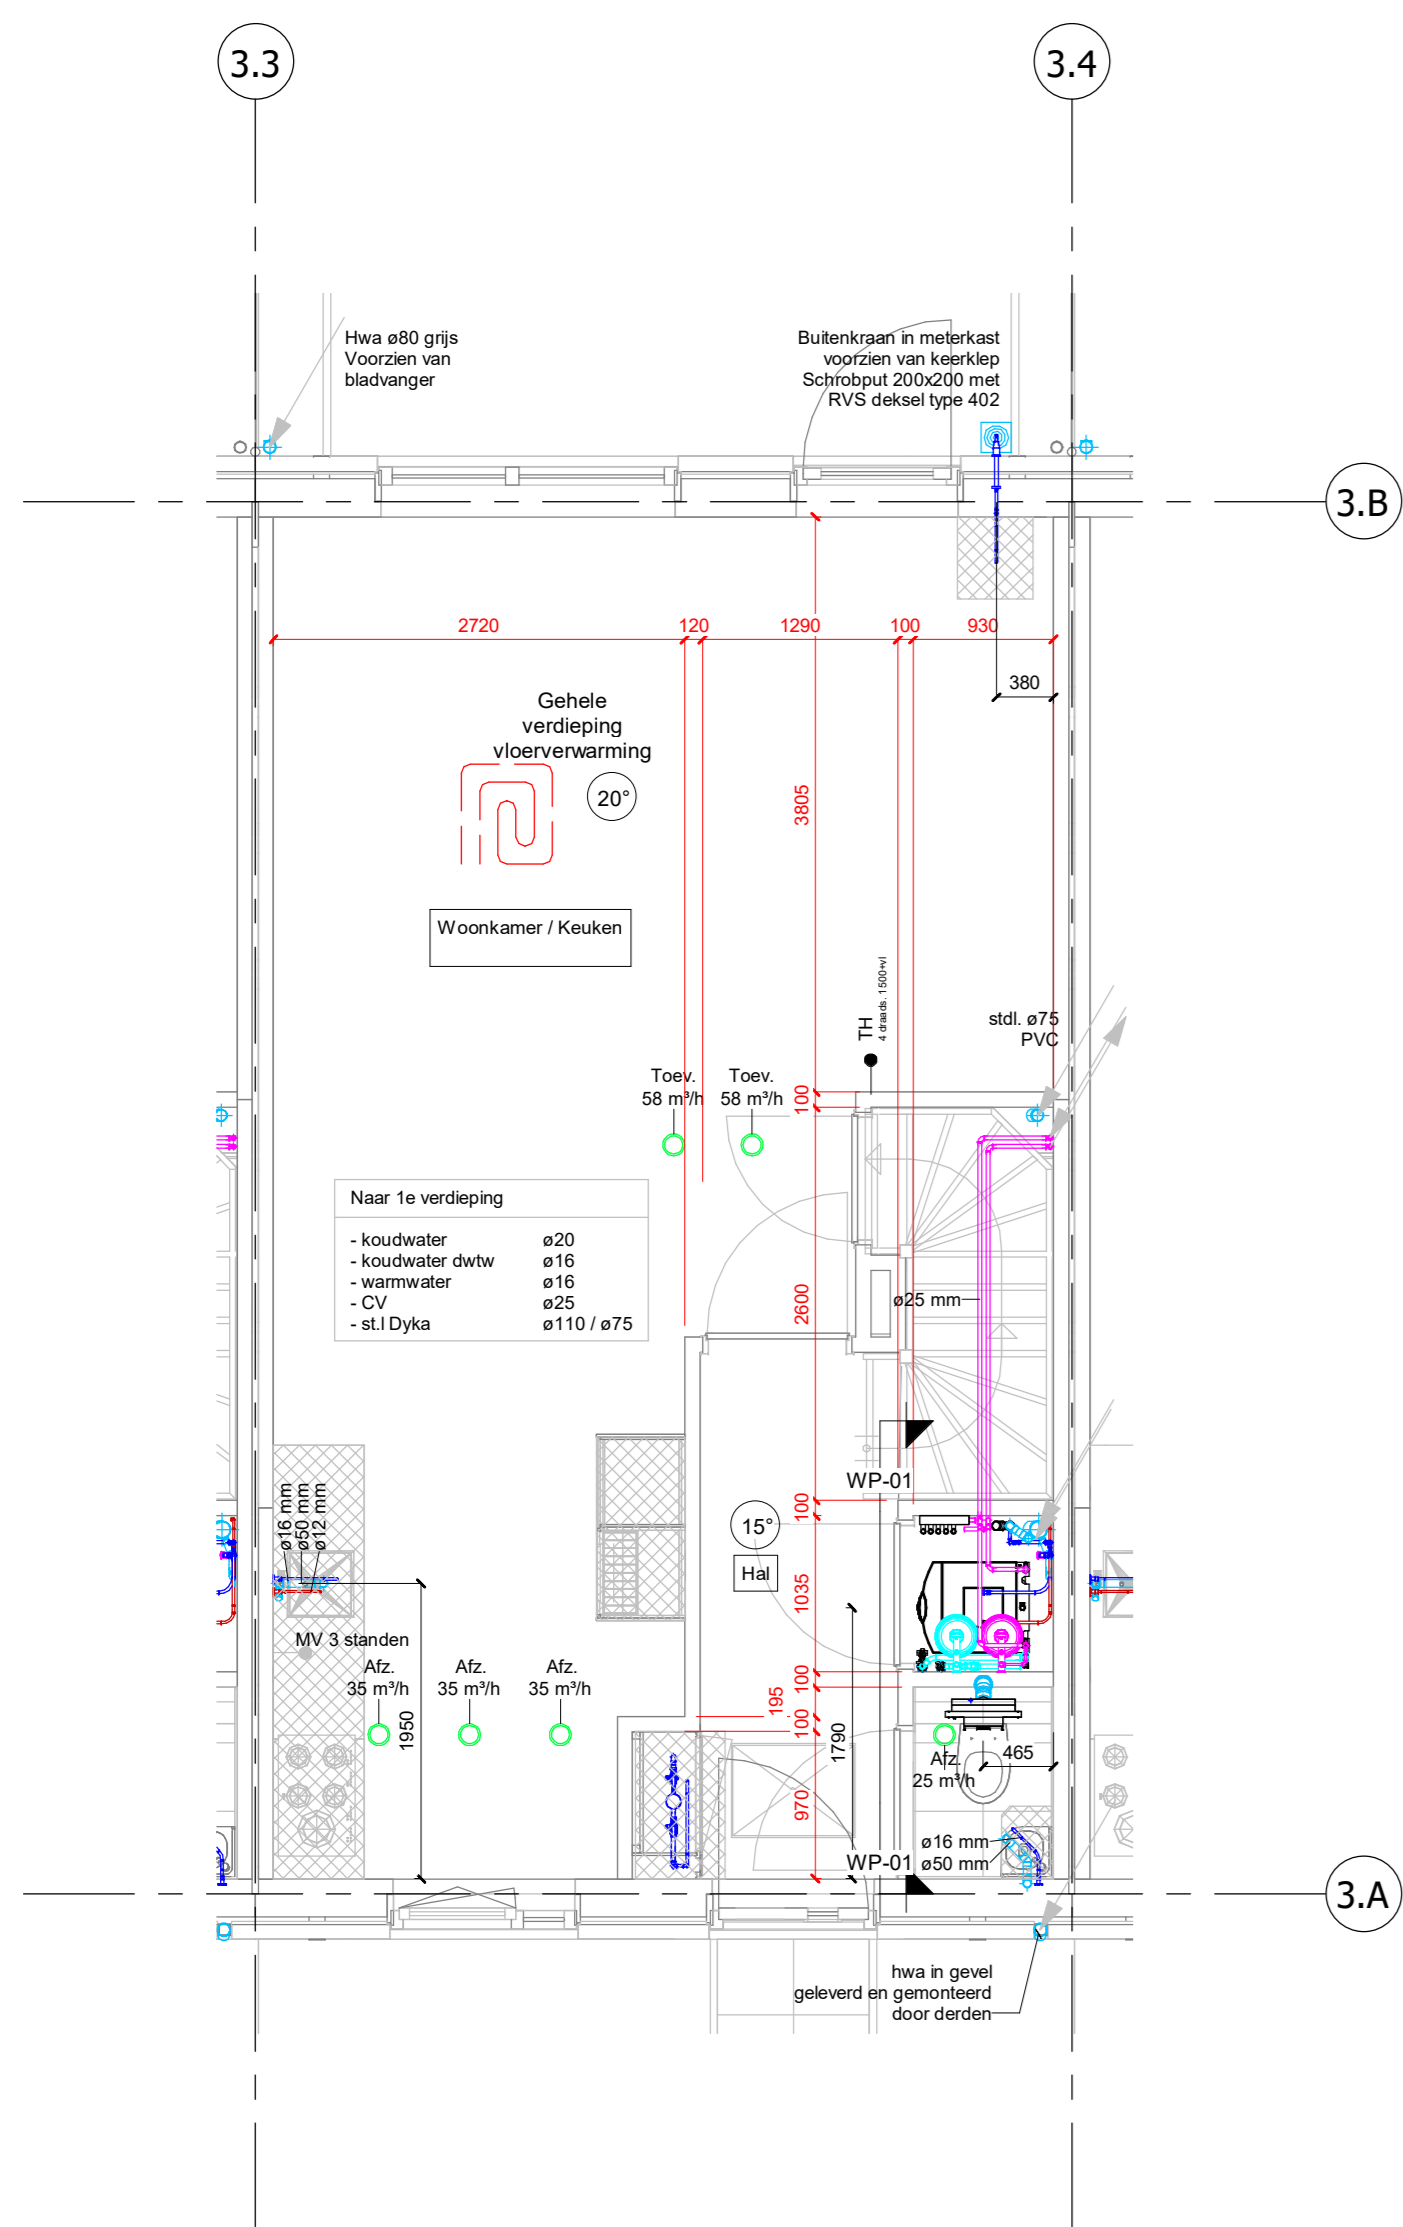 3.3
3.4
Hwa ø80 grijs
Voorzien van
bladvanger
Buitenkraan in meterkast
voorzien van keerklep
Schrobput 200x200 met
RVS deksel type 402
3.B
2720
120
1290
100
930
380
Gehele
verdieping
vloerverwarming
20°
3805
Woonkamer / Keuken
TH
4 draads. 1500+vl
stdl. ø75
PVC
Toev.
58 m³/h
Toev.
58 m³/h
100
Naar 1e verdieping
- koudwater ø20
- koudwater dwtw ø16
- warmwater ø16
- CV ø25
- st.l Dyka ø110 / ø75
2600
ø25 mm
WP-01
ø16 mm
ø50 mm
ø12 mm
100
15°
Hal
1035
MV 3 standen
Afz.
35 m³/h
Afz.
35 m³/h
Afz.
35 m³/h
1950
100
195
100
1790
970
Afz.
25 m³/h
465
ø16 mm
ø50 mm
WP-01
3.A
hwa in gevel
geleverd en gemonteerd
door derden